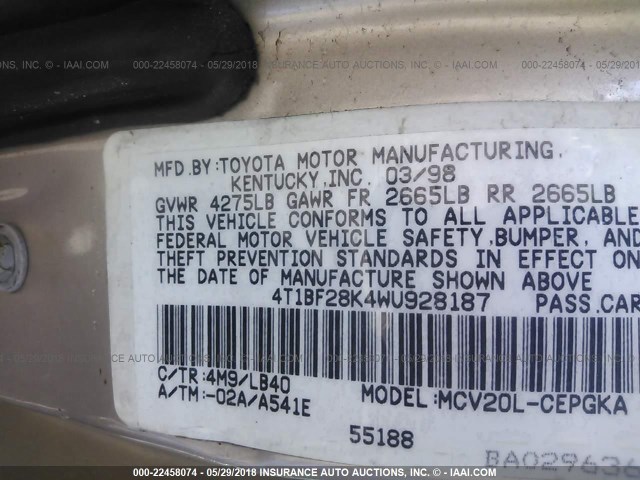 000-22458074 - 05/29/2018 INSURANCE AUTO AUCTIONS, INC. © - IAAI.COM
MFD.BY:TOYOTA MOTOR MANUFACTURING,
KENTUCKY,INC. 03/98
GVWR 4275LB GAWR FR 2665LB RR 2665LB
THIS VEHICLE CONFORMS TO ALL APPLICABLE
FEDERAL MOTOR VEHICLE SAFETY,BUMPER, AND
THEFT PREVENTION STANDARDS IN EFFECT ON
THE DATE OF MANUFACTURE SHOWN ABOVE
4T1BF28K4WU928187 PASS.CAR
C/TR:4M9/LB40
A/TM:-02A/A541E MODEL:MCV20L-CEPGKA
55188
BA029636
000-22458074 - 05/29/2018 INSURANCE AUTO AUCTIONS, INC. © - IAAI.COM